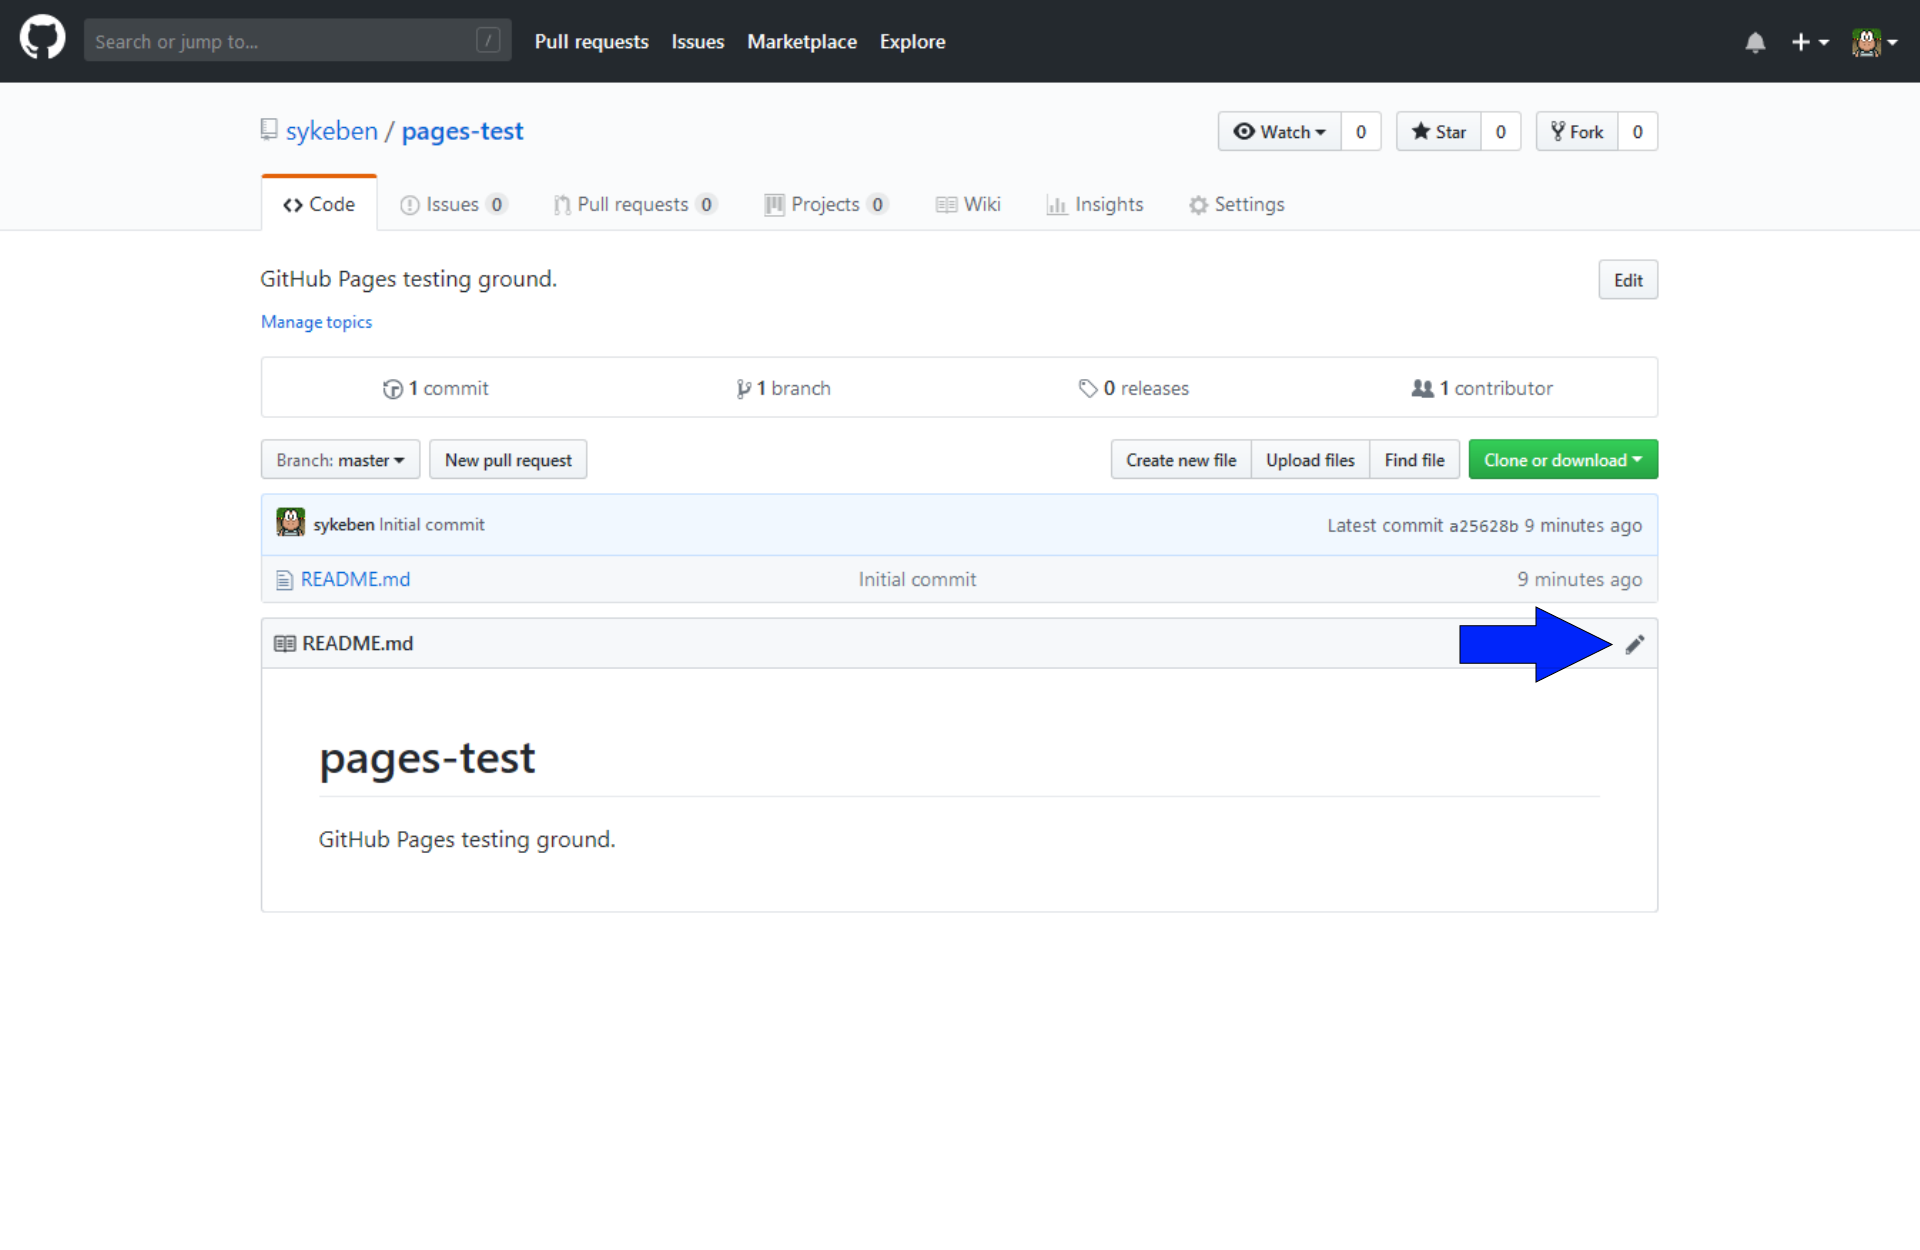 Search or jump to... /
Pull requests Issues Marketplace Explore
sykeben / pages-test
Watch 0 Star 0 Fork 0
Code Issues 0 Pull requests 0 Projects 0 Wiki Insights Settings
GitHub Pages testing ground. Edit
Manage topics
1 commit 1 branch 0 releases 1 contributor
Branch: master New pull request Create new file Upload files Find file Clone or download
sykeben Initial commit Latest commit a25628b 9 minutes ago
README.md Initial commit 9 minutes ago
README.md
pages-test
GitHub Pages testing ground.